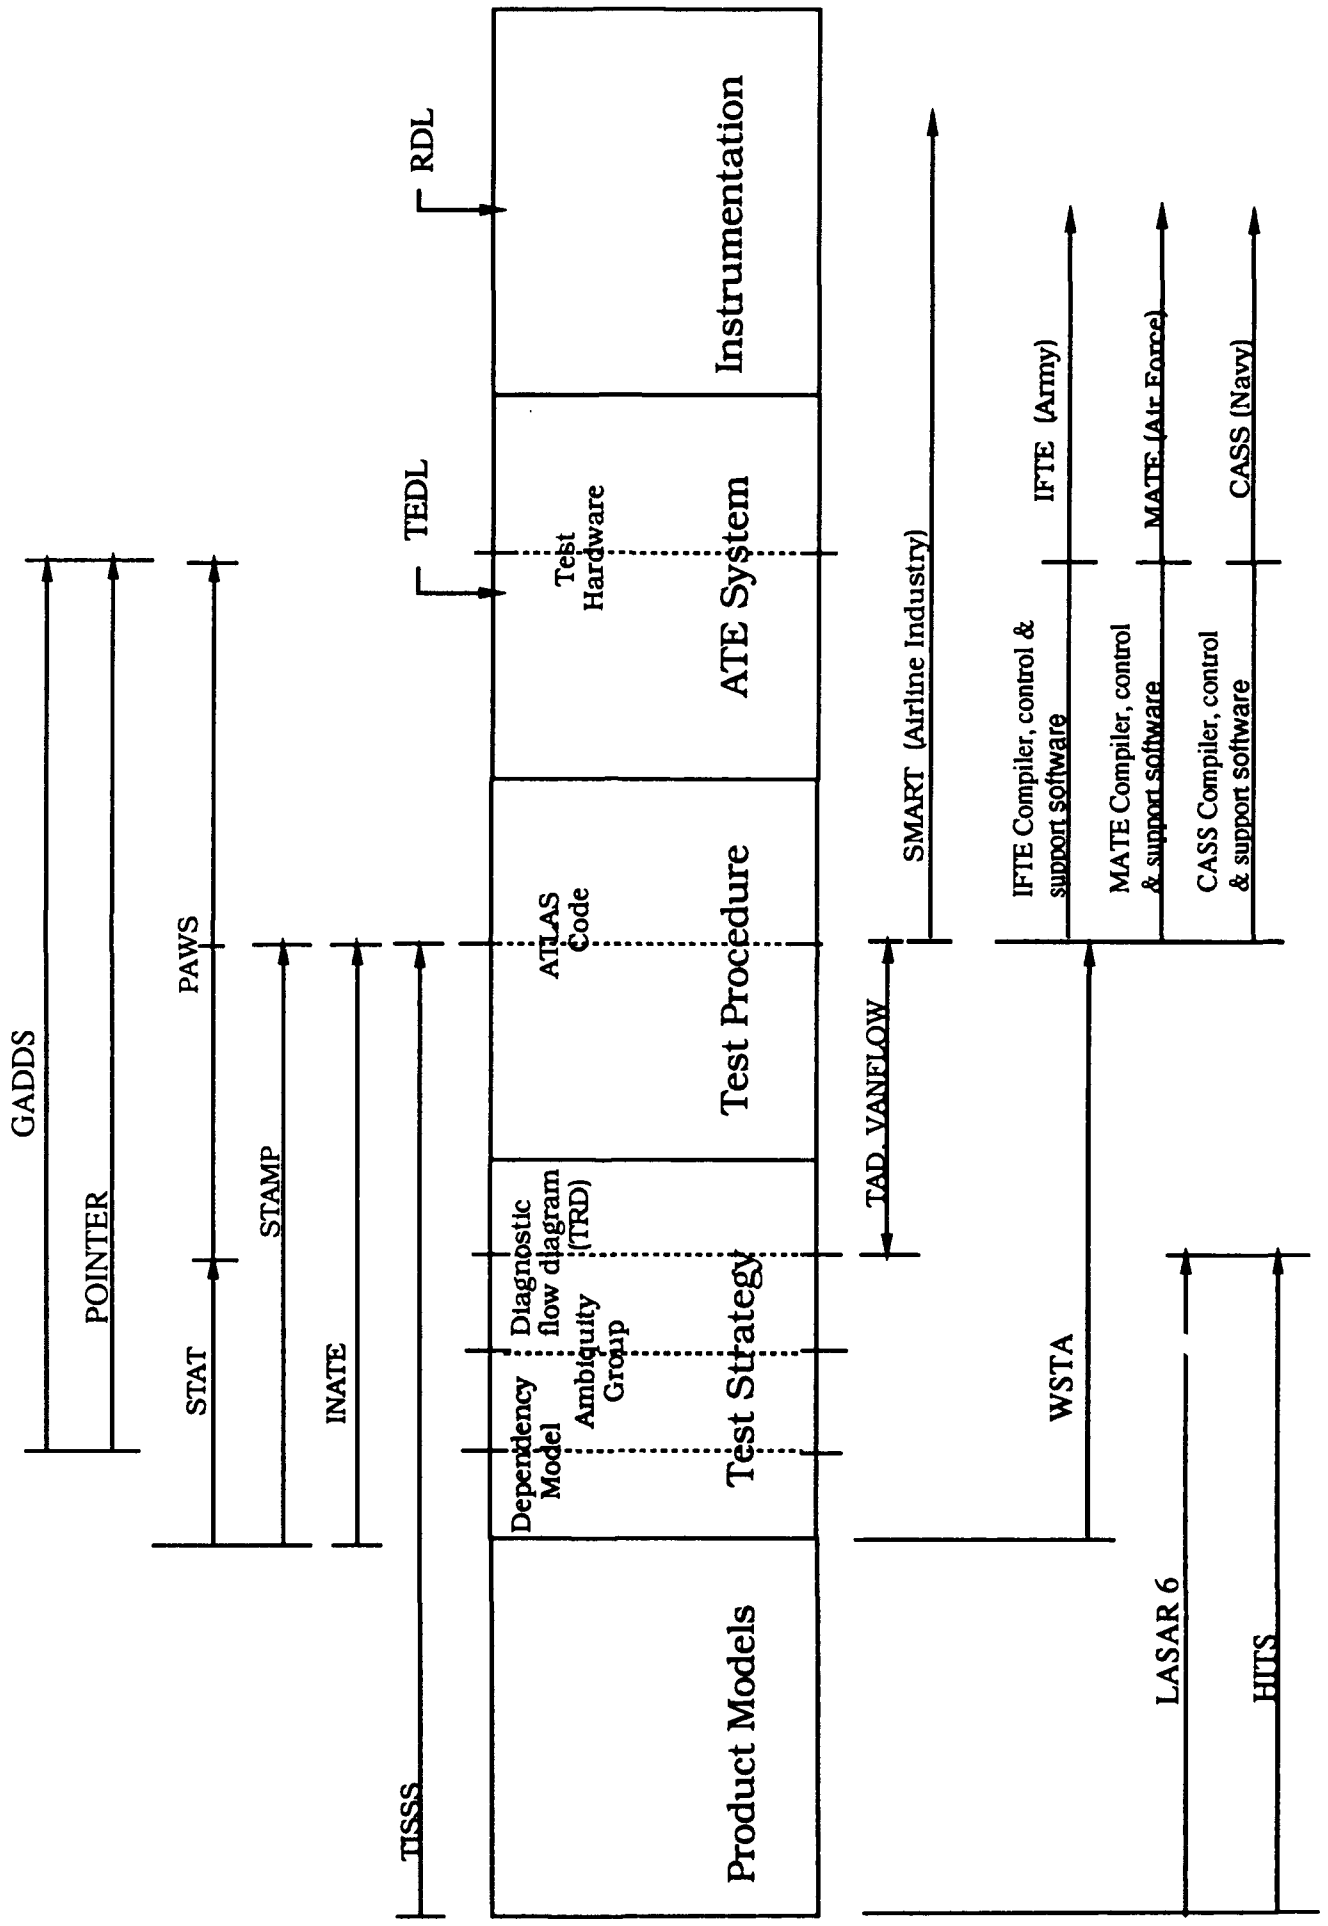 GADDS
POINTER
STAT
PAWS
STAMP
INATE
TISSS
TEDL
RDL
Dependency
Model
Ambiquity
Group
Diagnostic
flow diagram
(TRD)
ATLAS
Code
Test
Hardware
Product Models
Test Strategy
Test Procedure
ATE System
Instrumentation
TAD, VANFLOW
SMART (Airline Industry)
WSTA
IFTE Compiler, control &
support software
IFTE (Army)
MATE Compiler, control
& support software
MATE (Air Force)
CASS Compiler, control
& support software
CASS (Navy)
LASAR 6
HITS